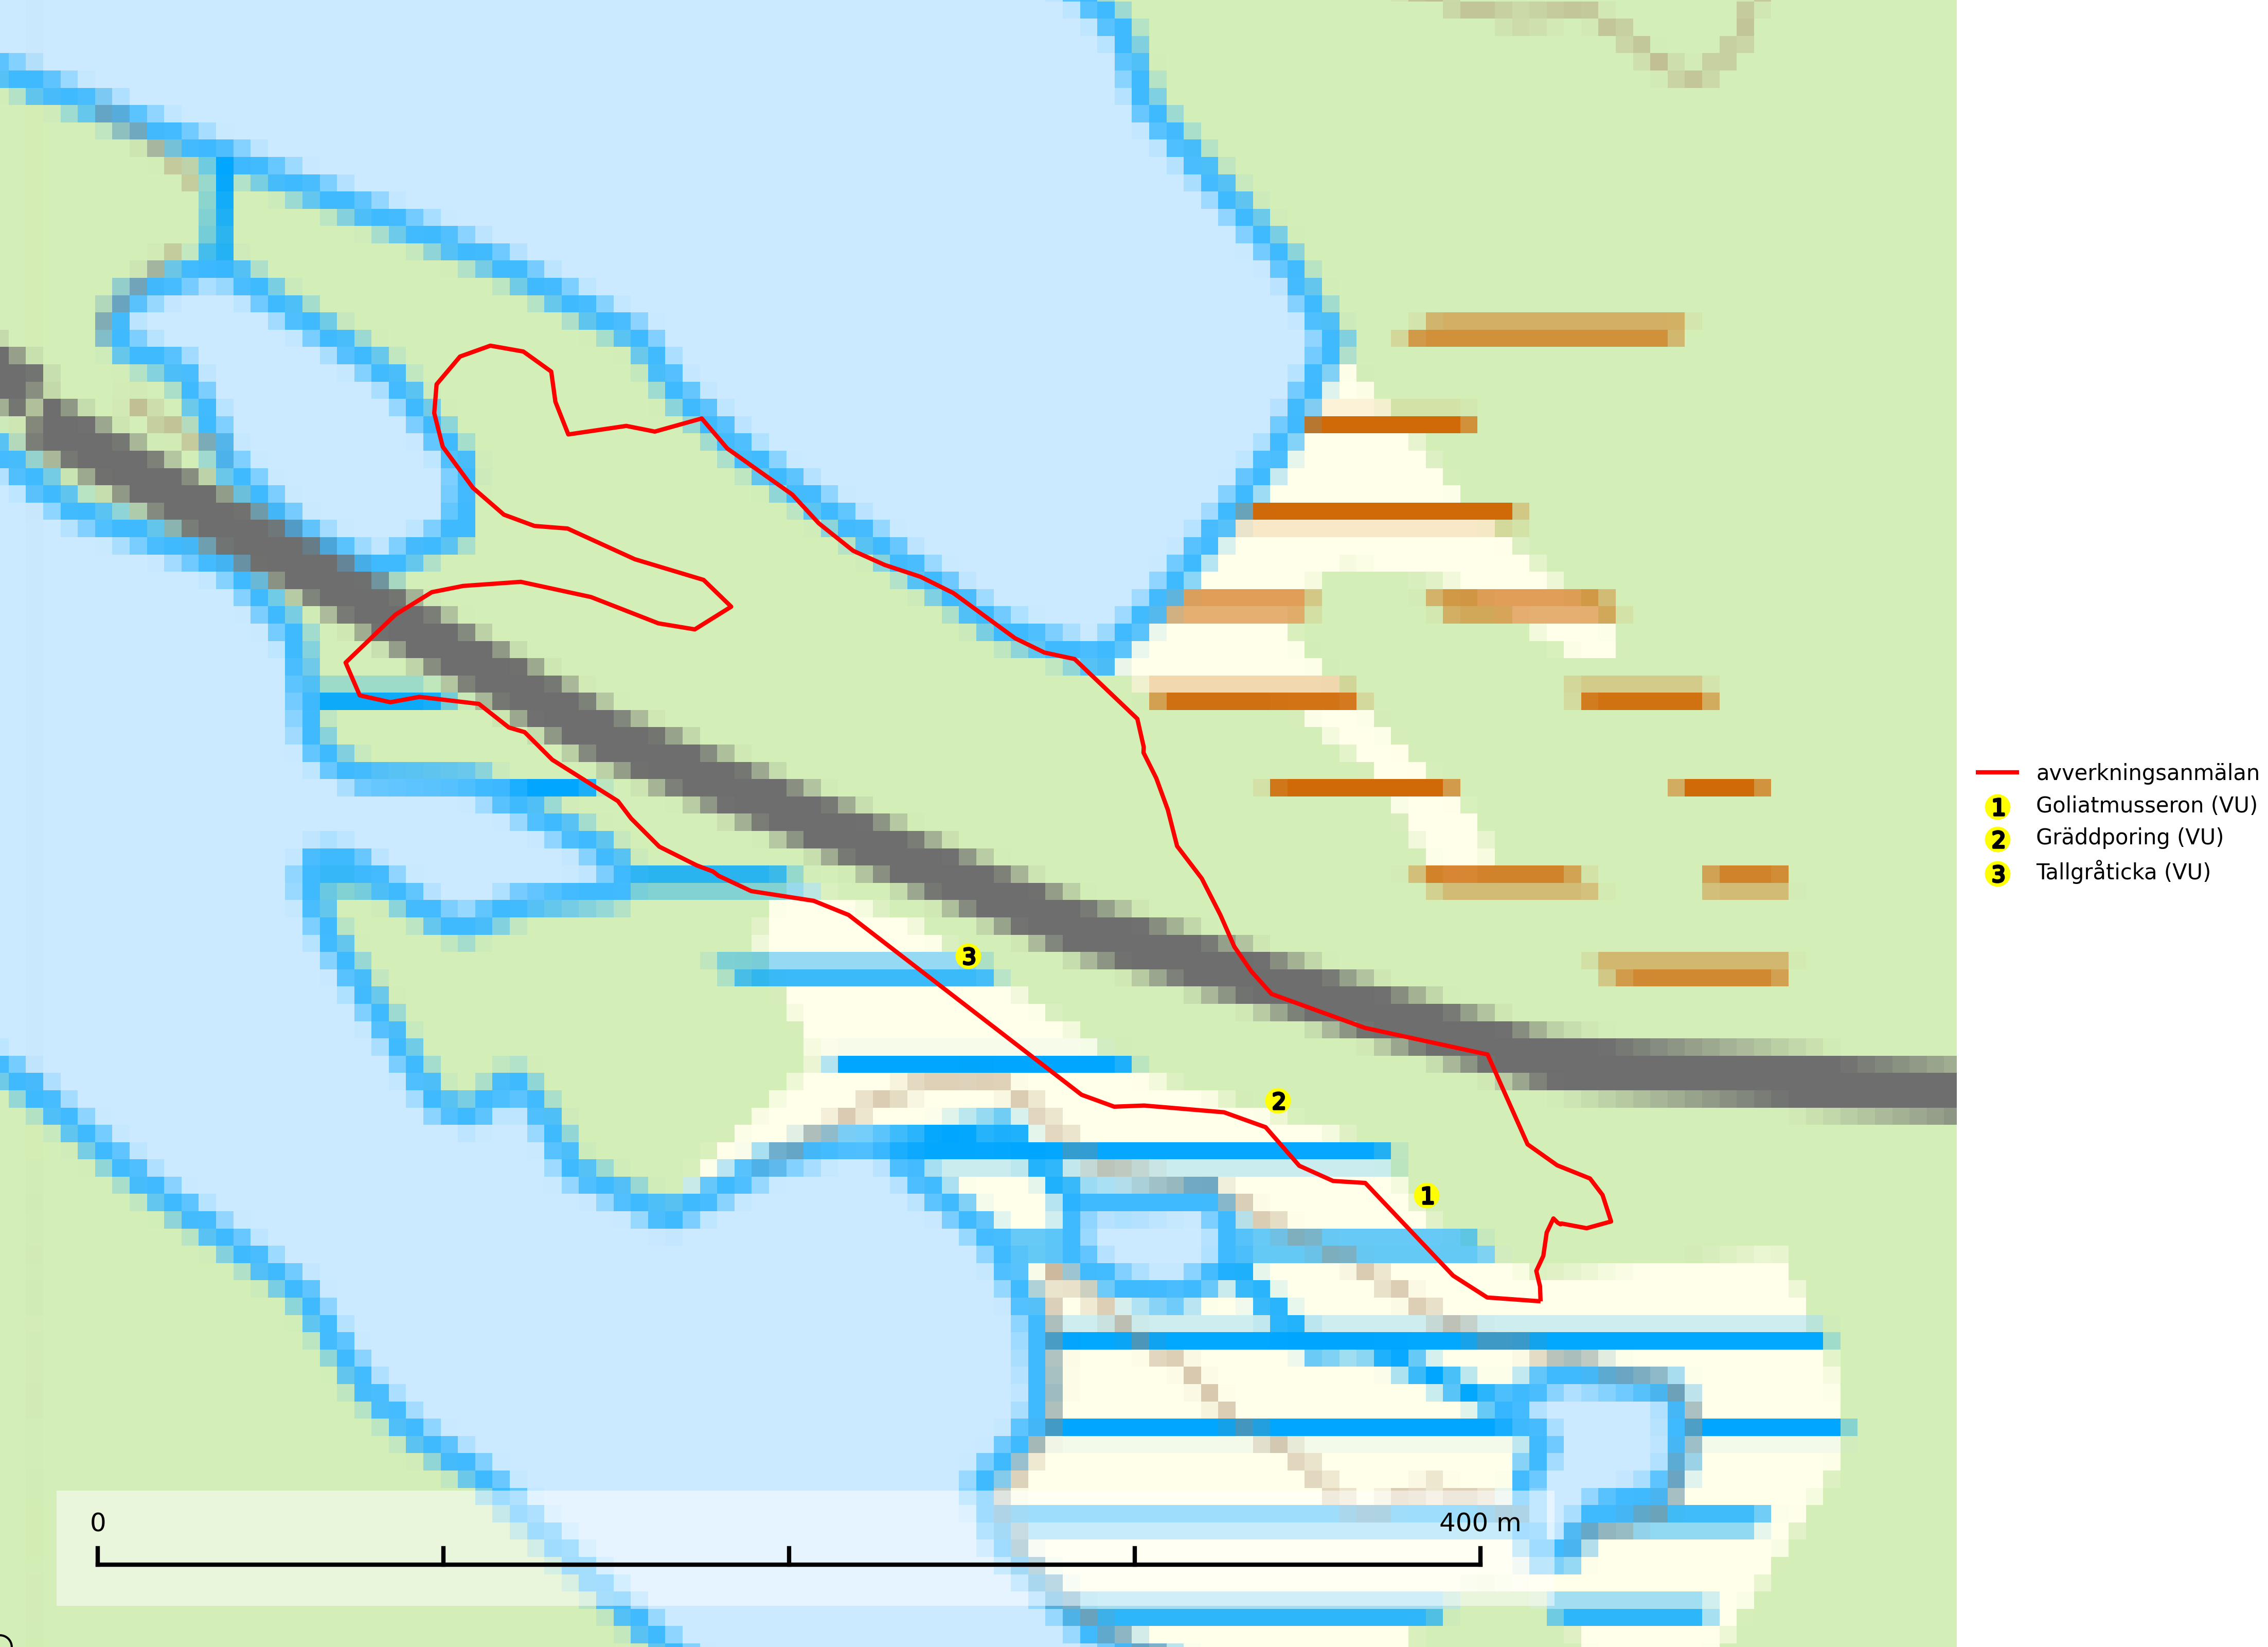 avverkningsanmälan
1 Goliatmusseron (VU)
2 Gräddporing (VU)
3 Tallgråticka (VU)
3
2
1
0 400 m